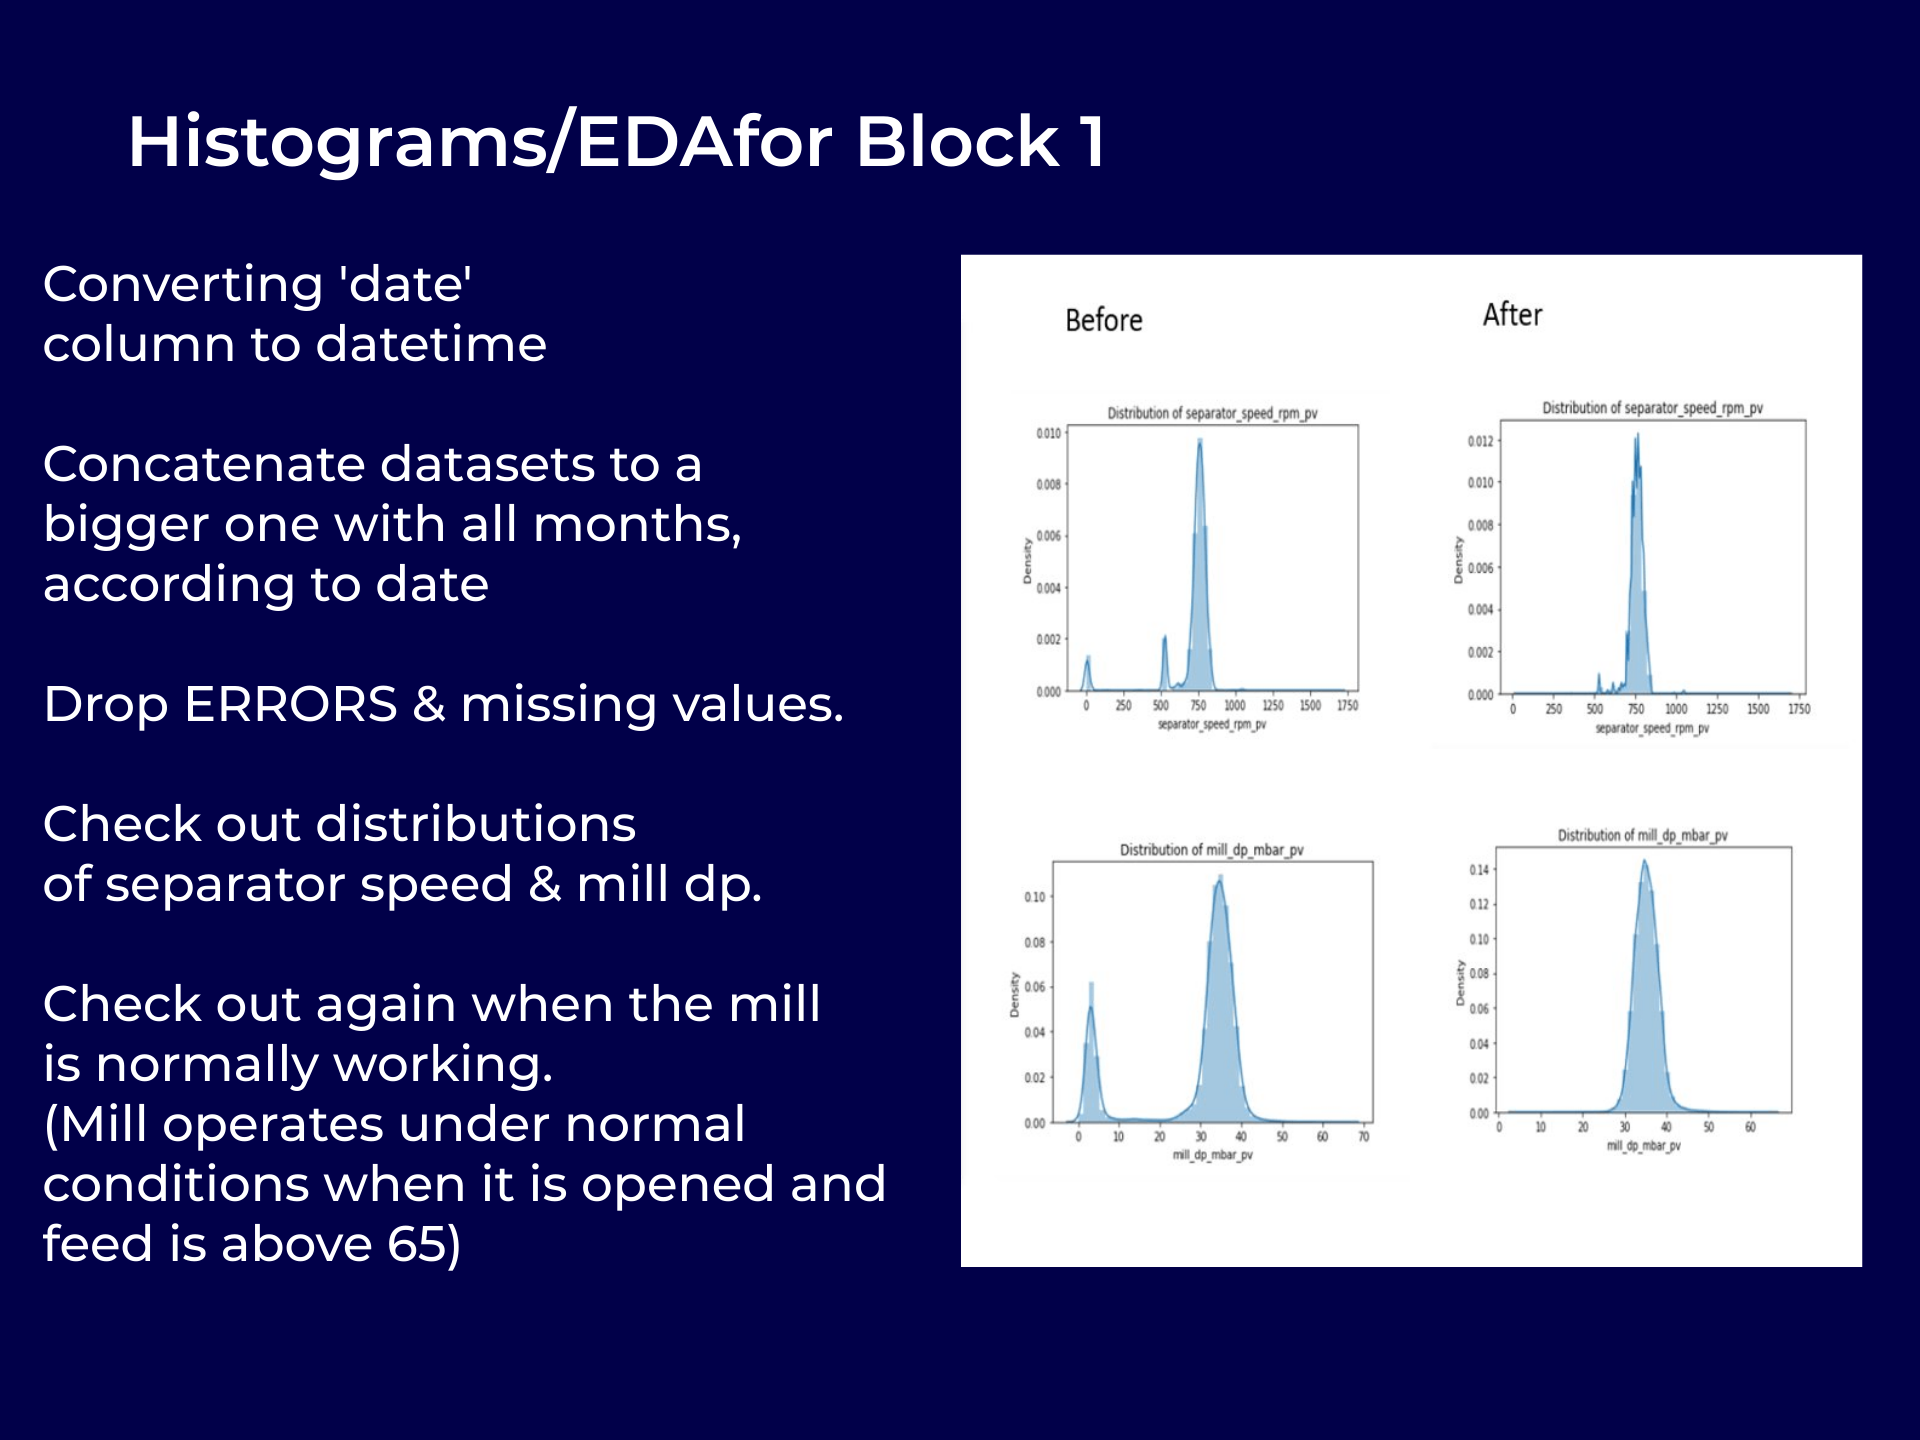 Histograms/EDAfor Block 1
Converting 'date'
column to datetime
Concatenate datasets to a
bigger one with all months,
according to date
Drop ERRORS & missing values.
Check out distributions
of separator speed & mill dp.
Check out again when the mill
is normally working.
(Mill operates under normal
conditions when it is opened and
feed is above 65)
Before
After
Distribution of separator_speed_rpm_pv
0.010
0.008
0.006
0.004
0.002
0.000
Density
0 250 500 750 1000 1250 1500 1750
separator_speed_rpm_pv
Distribution of separator_speed_rpm_pv
0.012
0.010
0.008
0.006
0.004
0.002
0.000
Density
0 250 500 750 1000 1250 1500 1750
separator_speed_rpm_pv
Distribution of mill_dp_mbar_pv
0.10
0.08
0.06
0.04
0.02
0.00
Density
0 10 20 30 40 50 60 70
mill_dp_mbar_pv
Distribution of mill_dp_mbar_pv
0.14
0.12
0.10
0.08
0.06
0.04
0.02
0.00
Density
0 10 20 30 40 50 60
mill_dp_mbar_pv